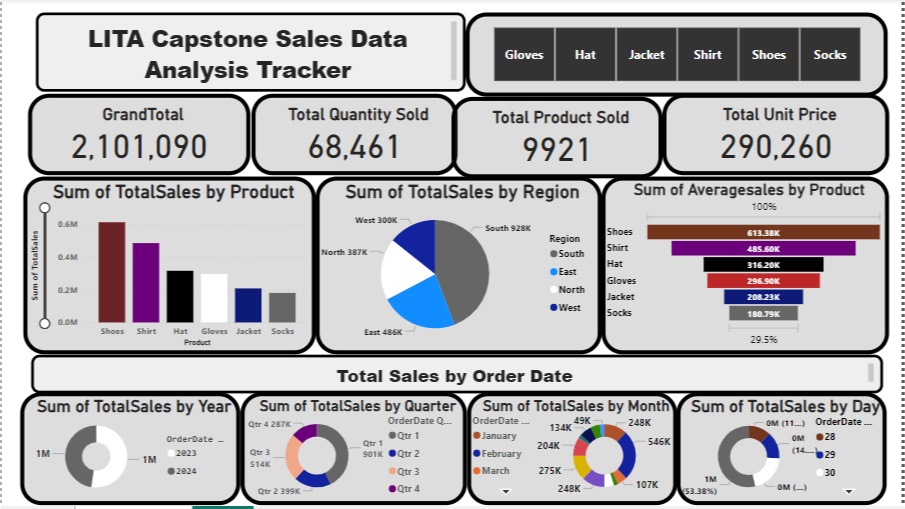 LITA Capstone Sales Data
Analysis Tracker
Gloves
Hat
Jacket
Shirt
Shoes
Socks
GrandTotal
2,101,090
Total Quantity Sold
68,461
Total Product Sold
9921
Total Unit Price
290,260
Sum of TotalSales by Product
Sum of TotalSales
0.6M
0.4M
0.2M
0.0M
Shoes
Shirt
Hat
Gloves
Jacket
Socks
Product
Sum of TotalSales by Region
West 300K
South 928K
North 387K
East 486K
Region
South
East
North
West
Sum of Averagesales by Product
100%
Shoes
613.38K
Shirt
485.60K
Hat
316.20K
Gloves
296.90K
Jacket
208.23K
Socks
180.79K
29.5%
Total Sales by Order Date
Sum of TotalSales by Year
1M
1M
OrderDate ...
2023
2024
Sum of TotalSales by Quarter
Qtr 4 287K
Qtr 3
514K
Qtr 2 399K
Qtr 1
901K
OrderDate Q...
Qtr 1
Qtr 2
Qtr 3
Qtr 4
Sum of TotalSales by Month
OrderDate...
January
February
March
49K
134K
204K
275K
248K
248K
546K
107K
Sum of TotalSales by Day
0M (11...)
0M
(14....)
0M (...)
1M
(53.38%)
OrderDate ...
28
29
30